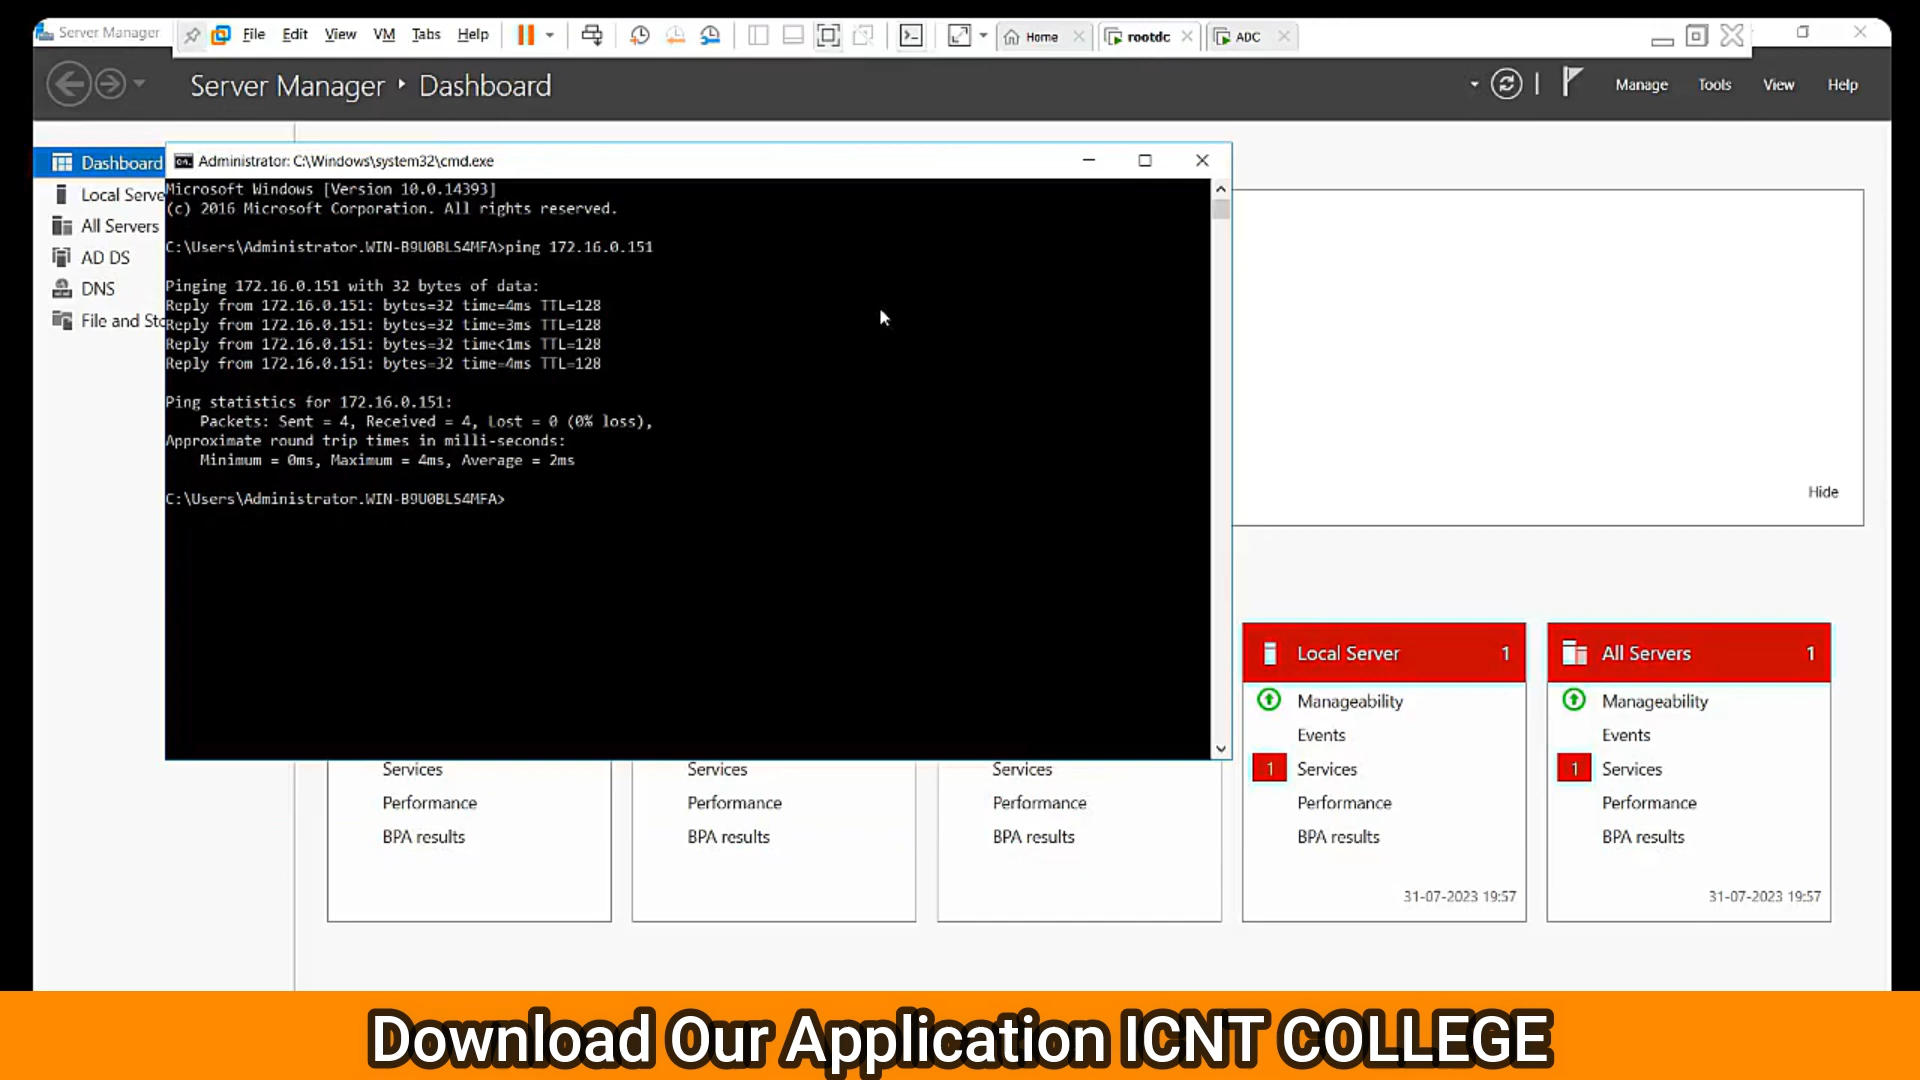 Server Manager
File Edit View VM Tabs Help
Home
rootdc
ADC
Server Manager Dashboard
Manage Tools View Help
Dashboard
Local Serve
All Servers
AD DS
DNS
File and Sto
Administrator: C:\Windows\system32\cmd.exe
Microsoft Windows [Version 10.0.14393]
(c) 2016 Microsoft Corporation. All rights reserved.
C:\Users\Administrator.WIN-B9U0BLS4MFA>ping 172.16.0.151
Pinging 172.16.0.151 with 32 bytes of data:
Reply from 172.16.0.151: bytes=32 time=4ms TTL=128
Reply from 172.16.0.151: bytes=32 time=3ms TTL=128
Reply from 172.16.0.151: bytes=32 time<1ms TTL=128
Reply from 172.16.0.151: bytes=32 time=4ms TTL=128
Ping statistics for 172.16.0.151:
Packets: Sent = 4, Received = 4, Lost = 0 (0% loss),
Approximate round trip times in milli-seconds:
Minimum = 0ms, Maximum = 4ms, Average = 2ms
C:\Users\Administrator.WIN-B9U0BLS4MFA>
Hide
Services
Performance
BPA results
Services
Performance
BPA results
Services
Performance
BPA results
Local Server 1
Manageability
Events
1 Services
Performance
BPA results
31-07-2023 19:57
All Servers 1
Manageability
Events
1 Services
Performance
BPA results
31-07-2023 19:57
Download Our Application ICNT COLLEGE